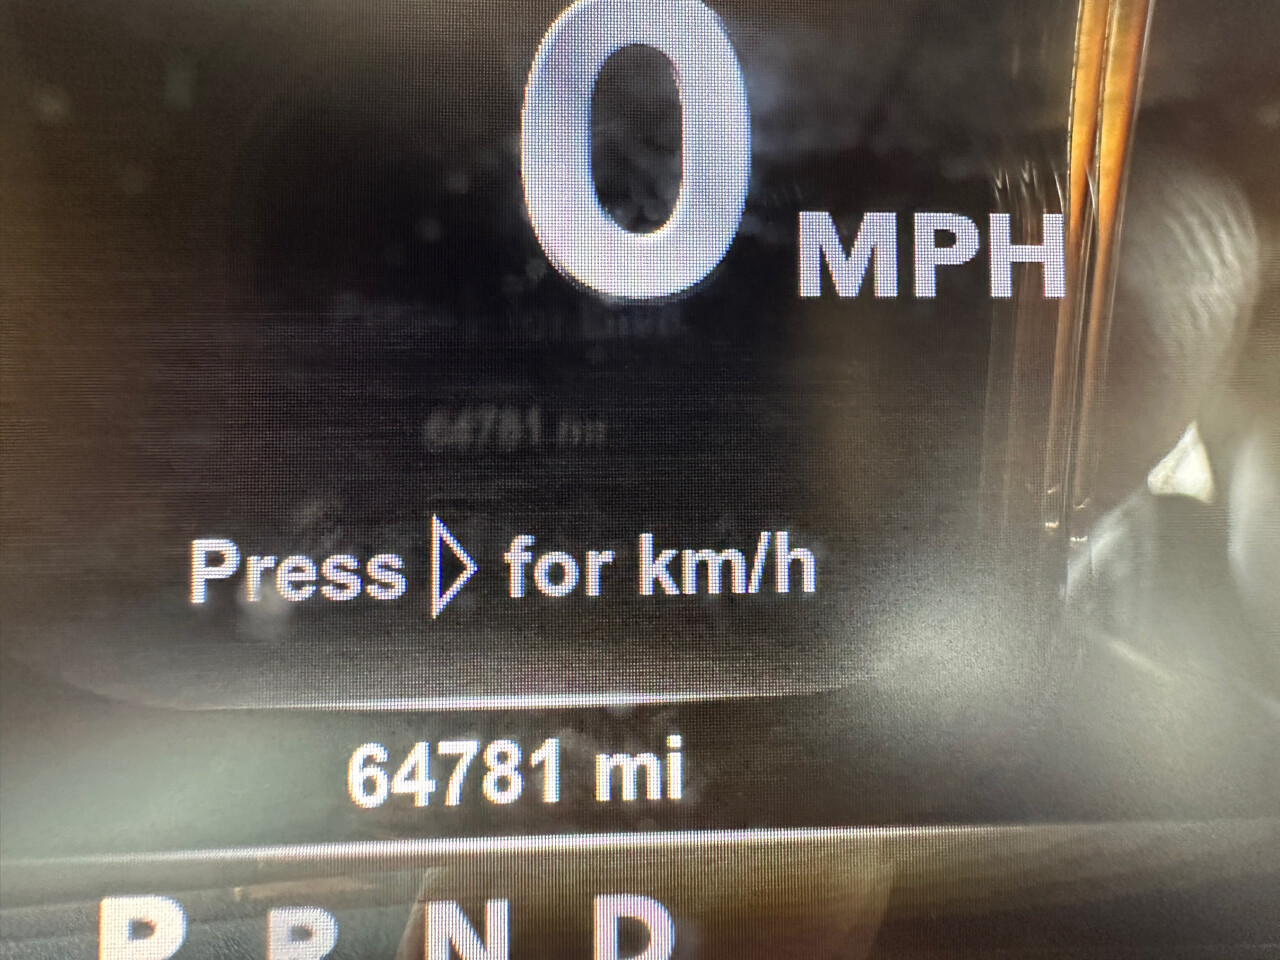 0 MPH
Press ▷ for km/h
64781 mi
P R N D